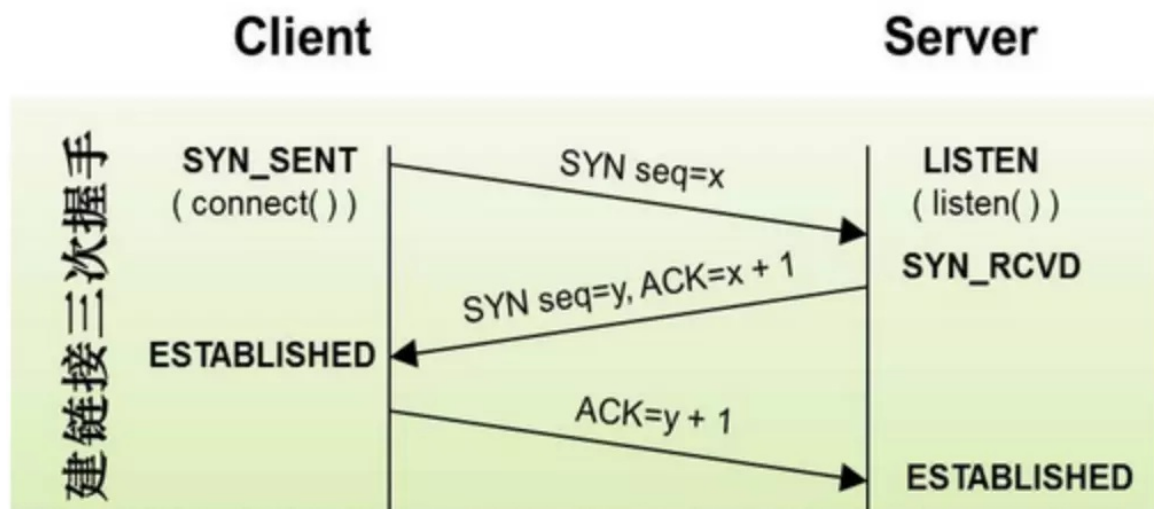 Client
Server
建链接三次握手
SYN_SENT
( connect( ) )
SYN seq=x
LISTEN
( listen( ) )
SYN_RCVD
SYN seq=y, ACK=x + 1
ESTABLISHED
ACK=y + 1
ESTABLISHED